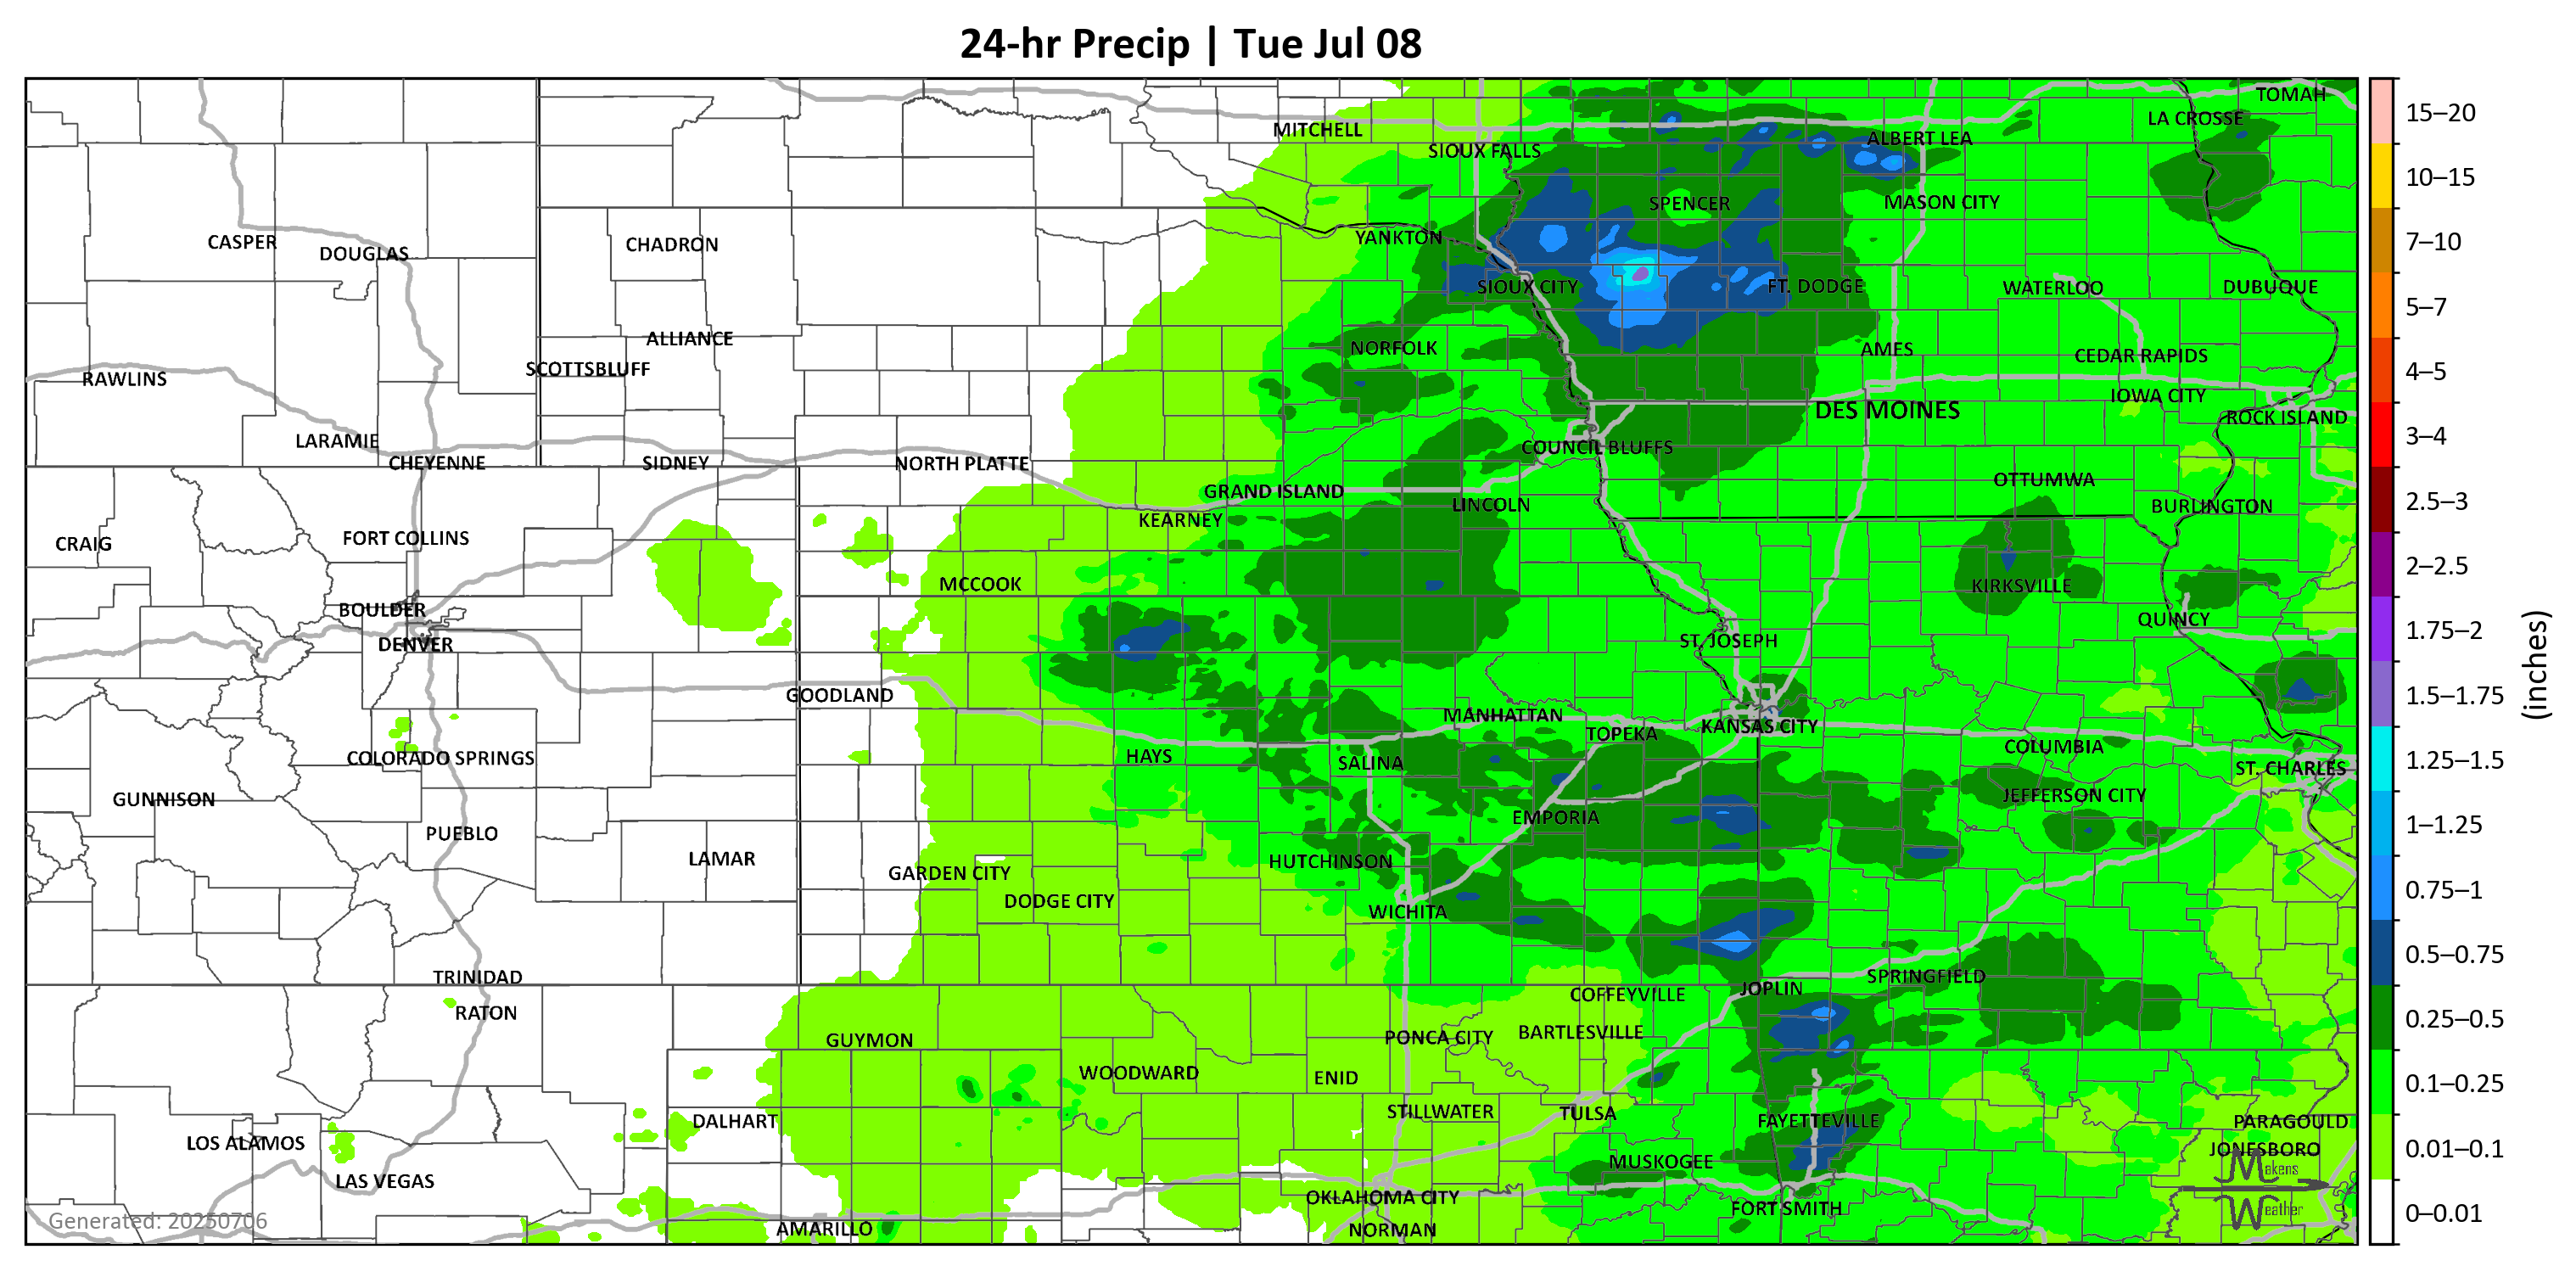 24-hr Precip | Tue Jul 08
TOMAH
LA CROSSE
MITCHELL
ALBERT LEA
SIOUX FALLS
SPENCER
MASON CITY
CASPER
DOUGLAS
CHADRON
YANKTON
SIOUX CITY
FT. DODGE
WATERLOO
DUBUQUE
ALLIANCE
NORFOLK
AMES
CEDAR RAPIDS
RAWLINS
SCOTTSBLUFF
IOWA CITY
DES MOINES
ROCK ISLAND
LARAMIE
COUNCIL BLUFFS
CHEYENNE
SIDNEY
NORTH PLATTE
OTTUMWA
GRAND ISLAND
LINCOLN
BURLINGTON
KEARNEY
CRAIG
FORT COLLINS
MCCOOK
KIRKSVILLE
BOULDER
QUINCY
DENVER
ST. JOSEPH
GOODLAND
MANHATTAN
KANSAS CITY
TOPEKA
COLORADO SPRINGS
HAYS
SALINA
COLUMBIA
ST. CHARLES
GUNNISON
JEFFERSON CITY
EMPORIA
PUEBLO
LAMAR
HUTCHINSON
GARDEN CITY
DODGE CITY
WICHITA
TRINIDAD
SPRINGFIELD
COFFEYVILLE
JOPLIN
RATON
GUYMON
PONCA CITY
BARTLESVILLE
WOODWARD
ENID
STILLWATER
TULSA
DALHART
FAYETTEVILLE
PARAGOULD
LOS ALAMOS
JONESBORO
MUSKOGEE
LAS VEGAS
OKLAHOMA CITY
FORT SMITH
AMARILLO
NORMAN
Generated: 20250706
Makens
Weather
15–20
10–15
7–10
5–7
4–5
3–4
2.5–3
2–2.5
1.75–2
1.5–1.75
1.25–1.5
1–1.25
0.75–1
0.5–0.75
0.25–0.5
0.1–0.25
0.01–0.1
0–0.01
(inches)